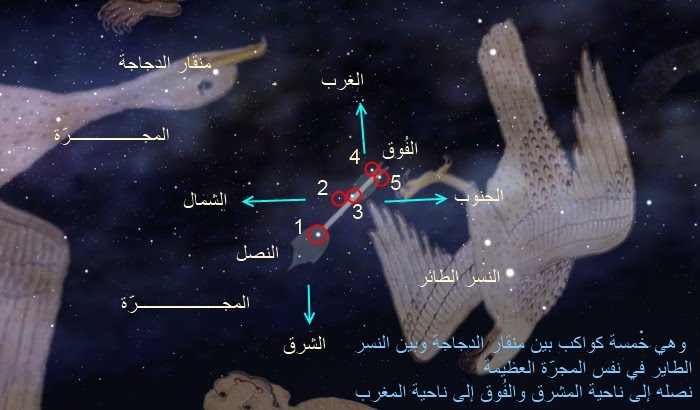 منقار الدجاجة
الغرب
المجـــــــــــــرّة
4
الفُوق
5
2
3
الشمال
الجنوب
1
النصل
النسر الطائر
المجـــــــــــــرّة
الشرق
وهي خمسة كواكب بين منقار الدجاجة وبين النسر
الطاير في نفس المجرّة العظيمة
نصله إلى ناحية المشرق والفُوق إلى ناحية المغرب